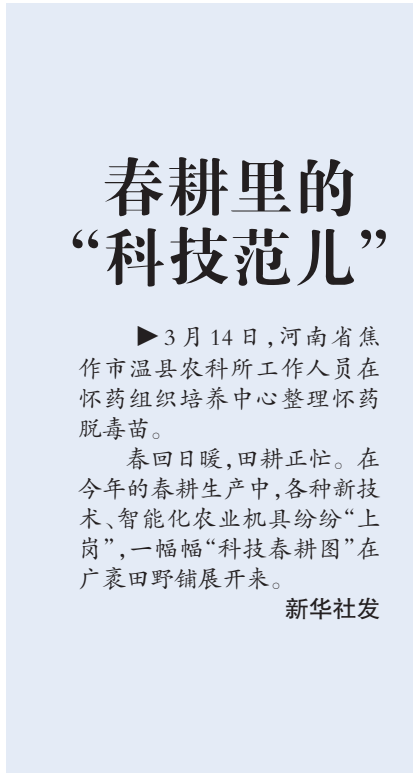 春耕里的
“科技范儿”
▶3月14日,河南省焦
作市温县农科所工作人员在
怀药组织培养中心整理怀药
脱毒苗。
春回日暖,田耕正忙。在
今年的春耕生产中,各种新技
术、智能化农业机具纷纷“上
岗”,一幅幅“科技春耕图”在
广袤田野铺展开来。
新华社发